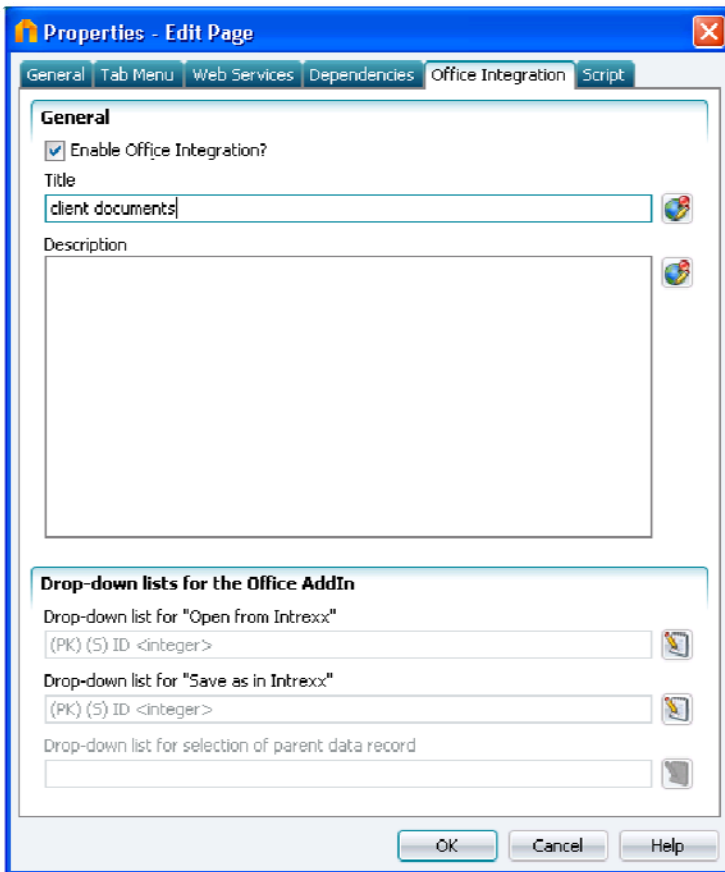 Properties - Edit Page
General Tab Menu Web Services Dependencies Office Integration Script
General
Enable Office Integration?
Title
client documents
Description
Drop-down lists for the Office AddIn
Drop-down list for "Open from Intrexx"
(PK) (S) ID <integer>
Drop-down list for "Save as in Intrexx"
(PK) (S) ID <integer>
Drop-down list for selection of parent data record
OK Cancel Help